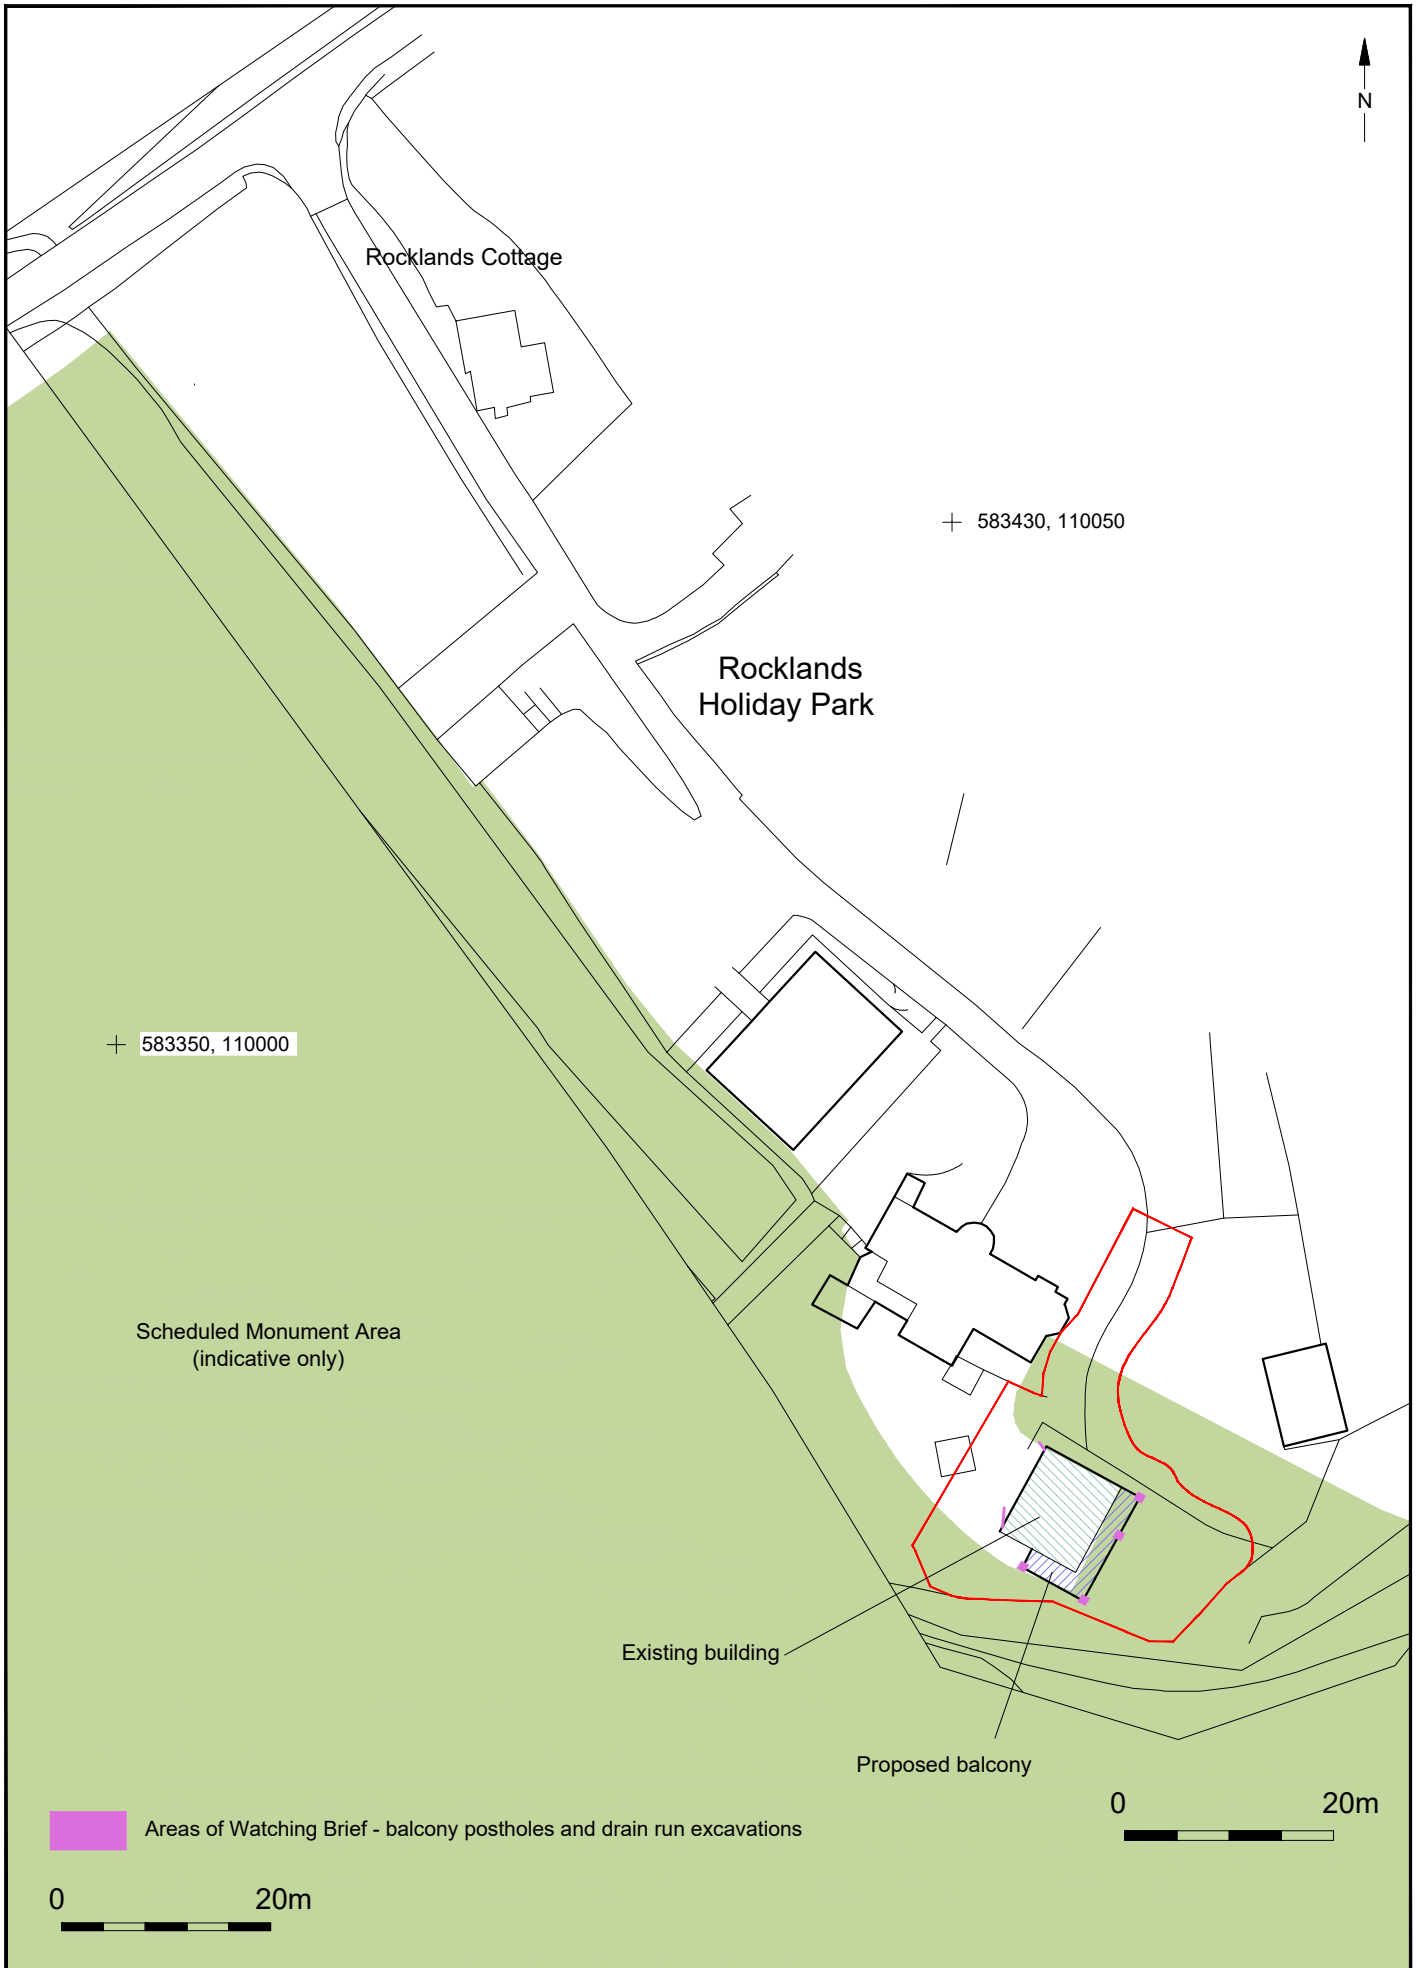 N
Rocklands Cottage
583430, 110050
Rocklands
Holiday Park
583350, 110000
Scheduled Monument Area
(indicative only)
Existing building
Proposed balcony
0 20m
Areas of Watching Brief - balcony postholes and drain run excavations
0 20m